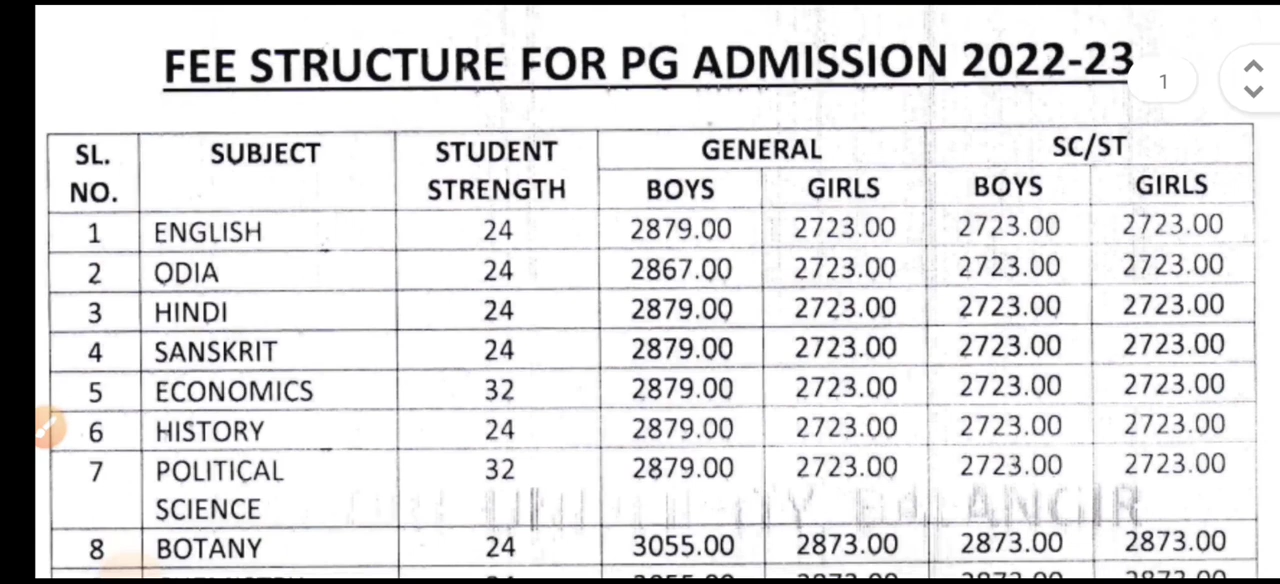 FEE STRUCTURE FOR PG ADMISSION 2022-23
1
SL. NO. SUBJECT STUDENT STRENGTH GENERAL SC/ST
BOYS GIRLS BOYS GIRLS
1 ENGLISH 24 2879.00 2723.00 2723.00 2723.00
2 ODIA 24 2867.00 2723.00 2723.00 2723.00
3 HINDI 24 2879.00 2723.00 2723.00 2723.00
4 SANSKRIT 24 2879.00 2723.00 2723.00 2723.00
5 ECONOMICS 32 2879.00 2723.00 2723.00 2723.00
6 HISTORY 24 2879.00 2723.00 2723.00 2723.00
7 POLITICAL SCIENCE 32 2879.00 2723.00 2723.00 2723.00
8 BOTANY 24 3055.00 2873.00 2873.00 2873.00